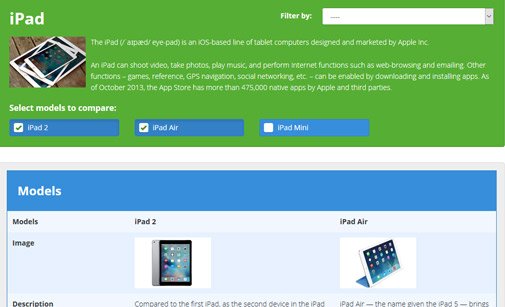 iPad
Filter by:
.....
The iPad (/ˈaɪpæd/ eye-pad) is an iOS-based line of tablet computers designed and marketed by Apple Inc.
An iPad can shoot video, take photos, play music, and perform Internet functions such as web-browsing and emailing. Other
functions – games, reference, GPS navigation, social networking, etc. – can be enabled by downloading and installing apps. As
of October 2013, the App Store has more than 475,000 native apps by Apple and third parties.
Select models to compare:
iPad 2
iPad Air
iPad Mini
Models
Models iPad 2 iPad Air
Image
Description Compared to the first iPad, as the second device in the iPad iPad Air — the name given the iPad 5 — brings